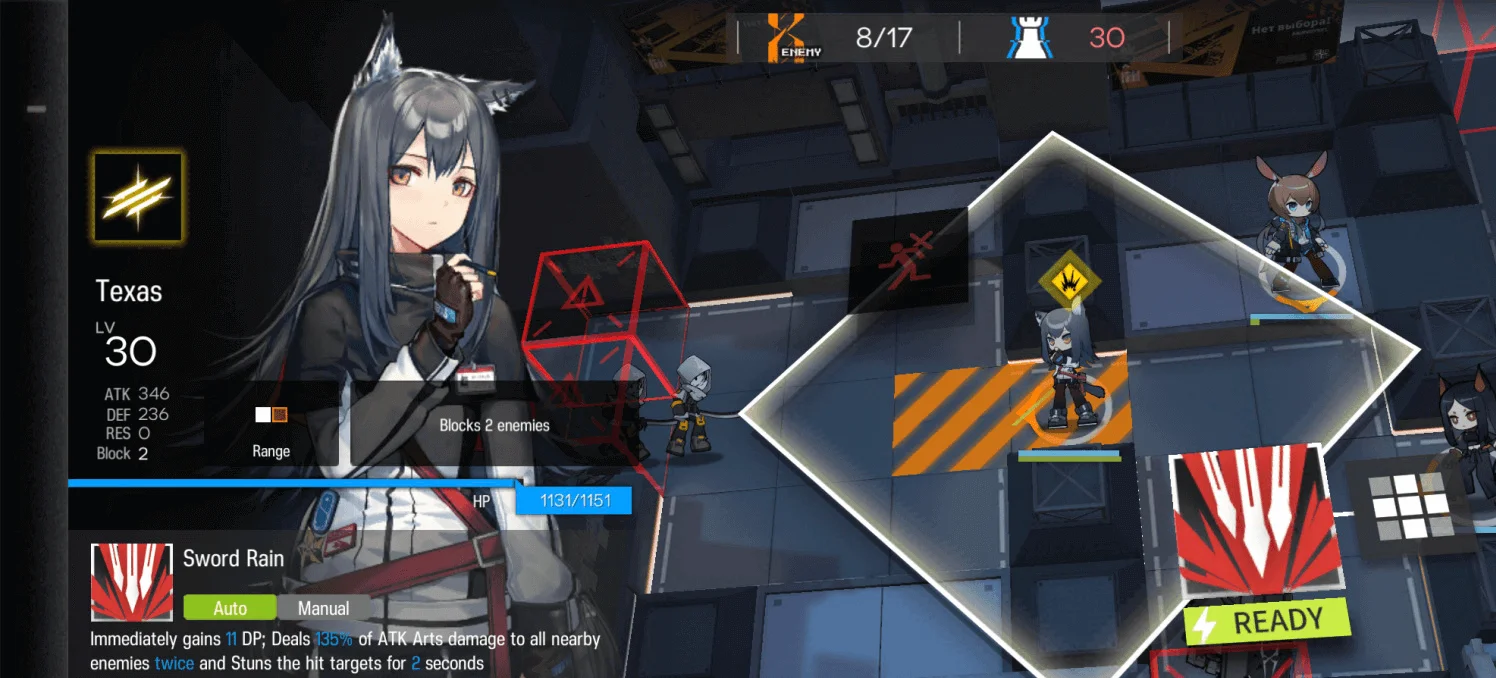 ENEMY
8/17
30
Нет выбора!
Texas
LV
30
ATK 346
DEF 236
RES 0
Block 2
Range
Blocks 2 enemies
HP
1131/1151
Sword Rain
Auto
Manual
Immediately gains 11 DP; Deals 135% of ATK Arts damage to all nearby
enemies twice and Stuns the hit targets for 2 seconds
READY